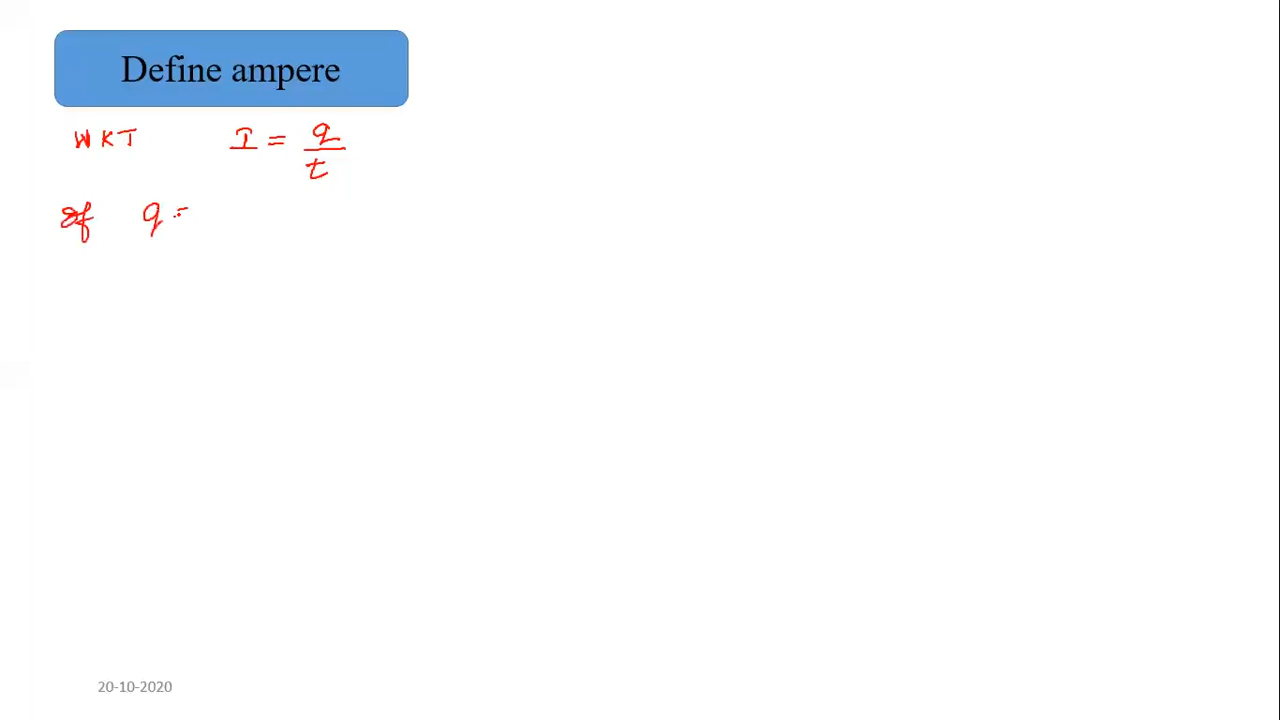 Define ampere
WKT I = q/t
If q =
20-10-2020